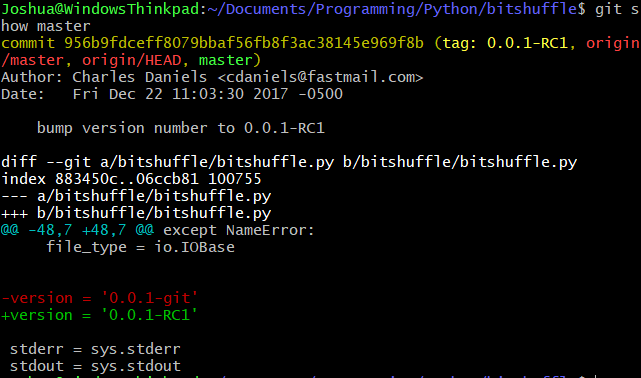 Joshua@WindowsThinkpad:~/Documents/Programming/Python/bitshuffle$ git s
how master
commit 956b9fdceff8079bbaf56fb8f3ac38145e969f8b (tag: 0.0.1-RC1, origin
/master, origin/HEAD, master)
Author: Charles Daniels <cdaniels@fastmail.com>
Date:   Fri Dec 22 11:03:30 2017 -0500

    bump version number to 0.0.1-RC1

diff --git a/bitshuffle/bitshuffle.py b/bitshuffle/bitshuffle.py
index 883450c..06ccb81 100755
--- a/bitshuffle/bitshuffle.py
+++ b/bitshuffle/bitshuffle.py
@@ -48,7 +48,7 @@ except NameError:
     file_type = io.IOBase

-version = '0.0.1-git'
+version = '0.0.1-RC1'

 stderr = sys.stderr
 stdout = sys.stdout